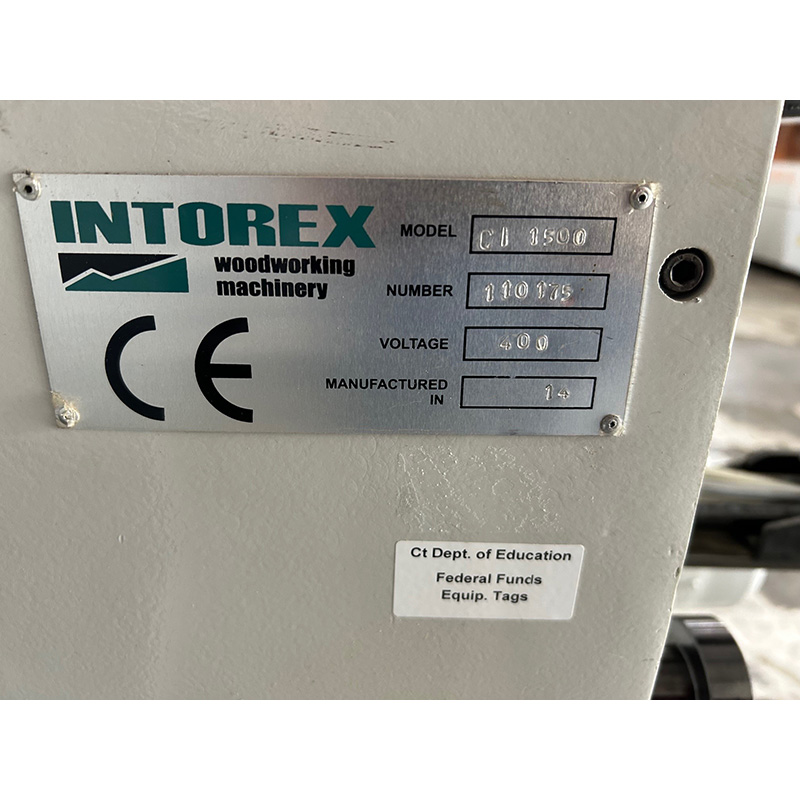 INTOREX
woodworking
machinery
CE
MODEL CI 1500
NUMBER 110175
VOLTAGE 400
MANUFACTURED
IN 14
Ct Dept. of Education
Federal Funds
Equip. Tags